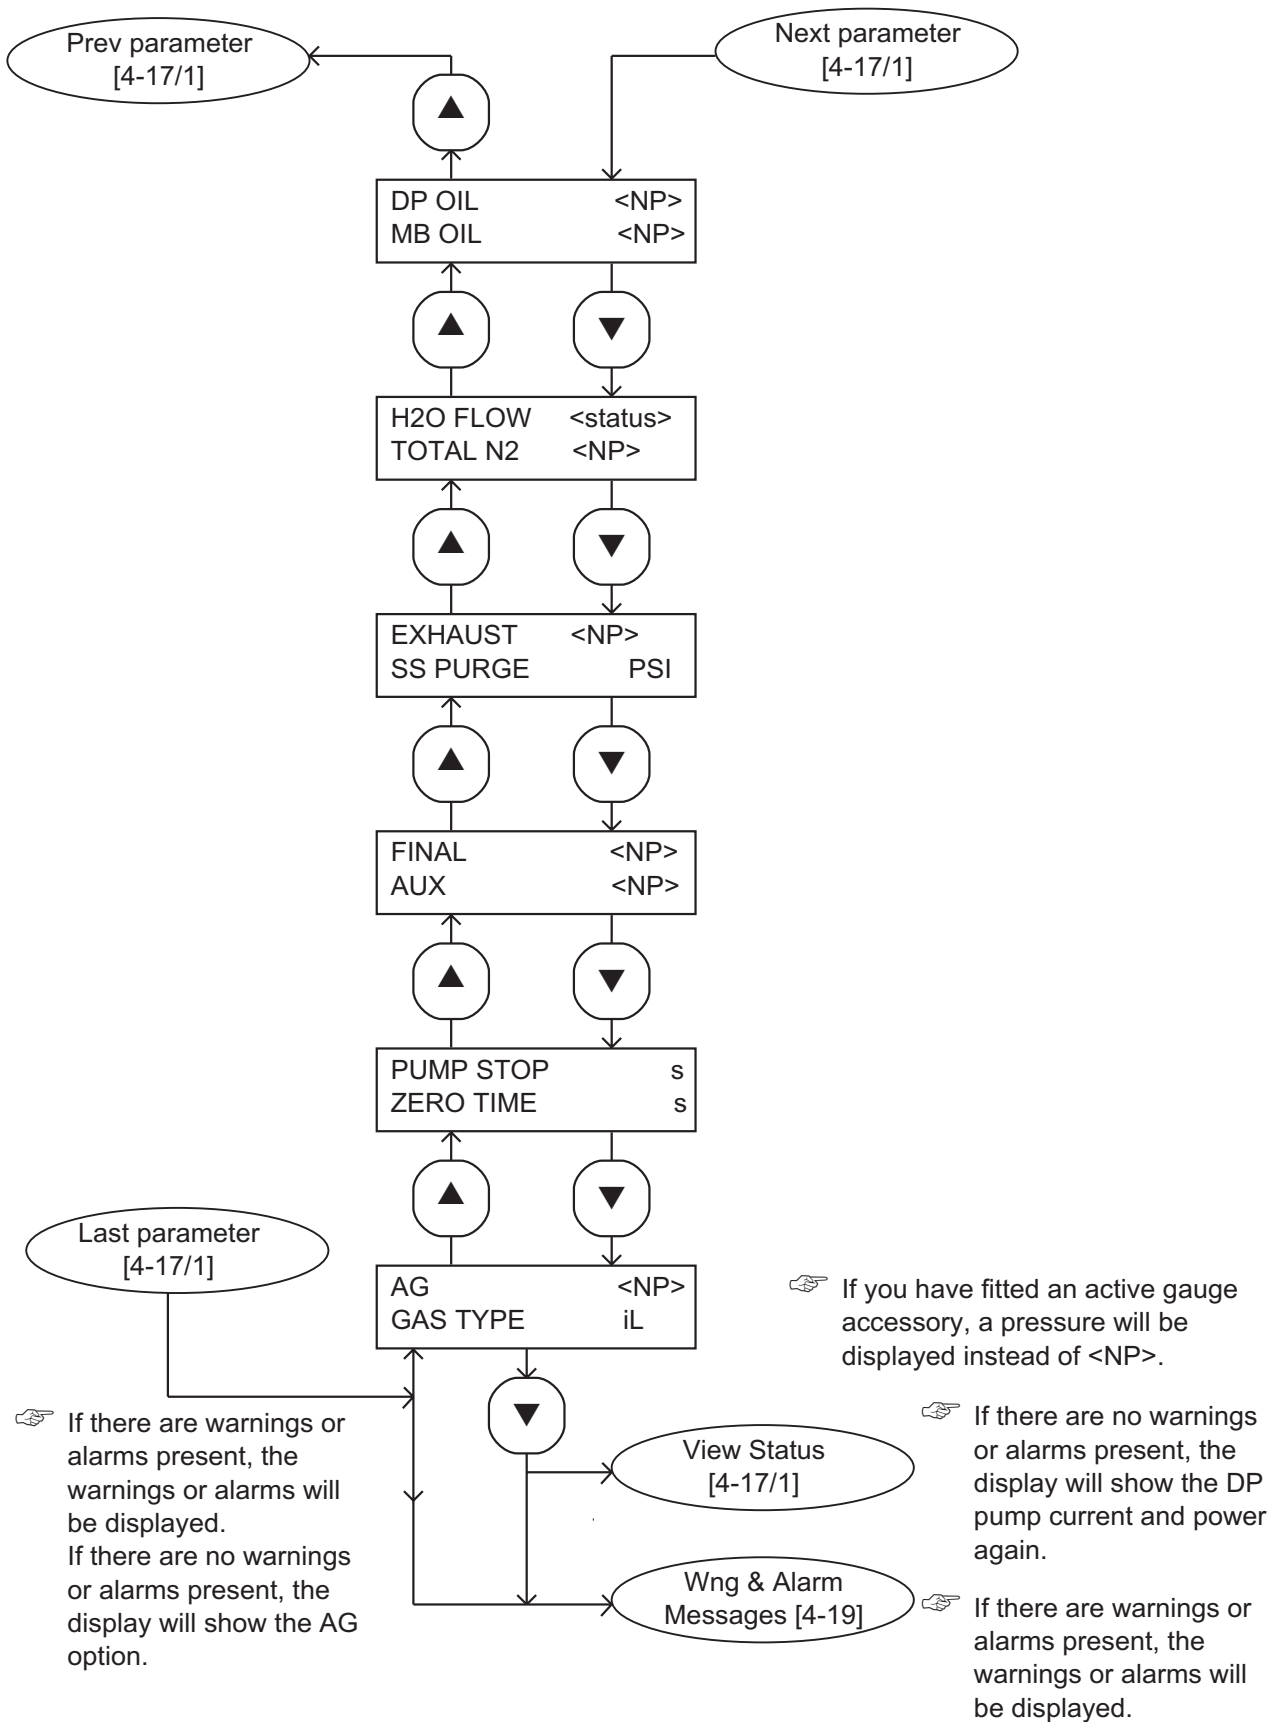 Prev parameter
[4-17/1]
Next parameter
[4-17/1]
▲
DP OIL <NP>
MB OIL <NP>
▲ ▼
H2O FLOW <status>
TOTAL N2 <NP>
▲ ▼
EXHAUST <NP>
SS PURGE PSI
▲ ▼
FINAL <NP>
AUX <NP>
▲ ▼
PUMP STOP s
ZERO TIME s
▲ ▼
Last parameter
[4-17/1]
AG <NP>
GAS TYPE iL
☞ If you have fitted an active gauge
accessory, a pressure will be
displayed instead of <NP>.
▼
☞ If there are warnings or
alarms present, the
warnings or alarms will
be displayed.
If there are no warnings
or alarms present, the
display will show the AG
option.
View Status
[4-17/1]
☞ If there are no warnings
or alarms present, the
display will show the DP
pump current and power
again.
Wng & Alarm
Messages [4-19]
☞ If there are warnings or
alarms present, the
warnings or alarms will
be displayed.